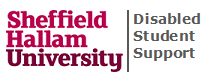 Sheffield
Hallam
University
Disabled
Student
Support